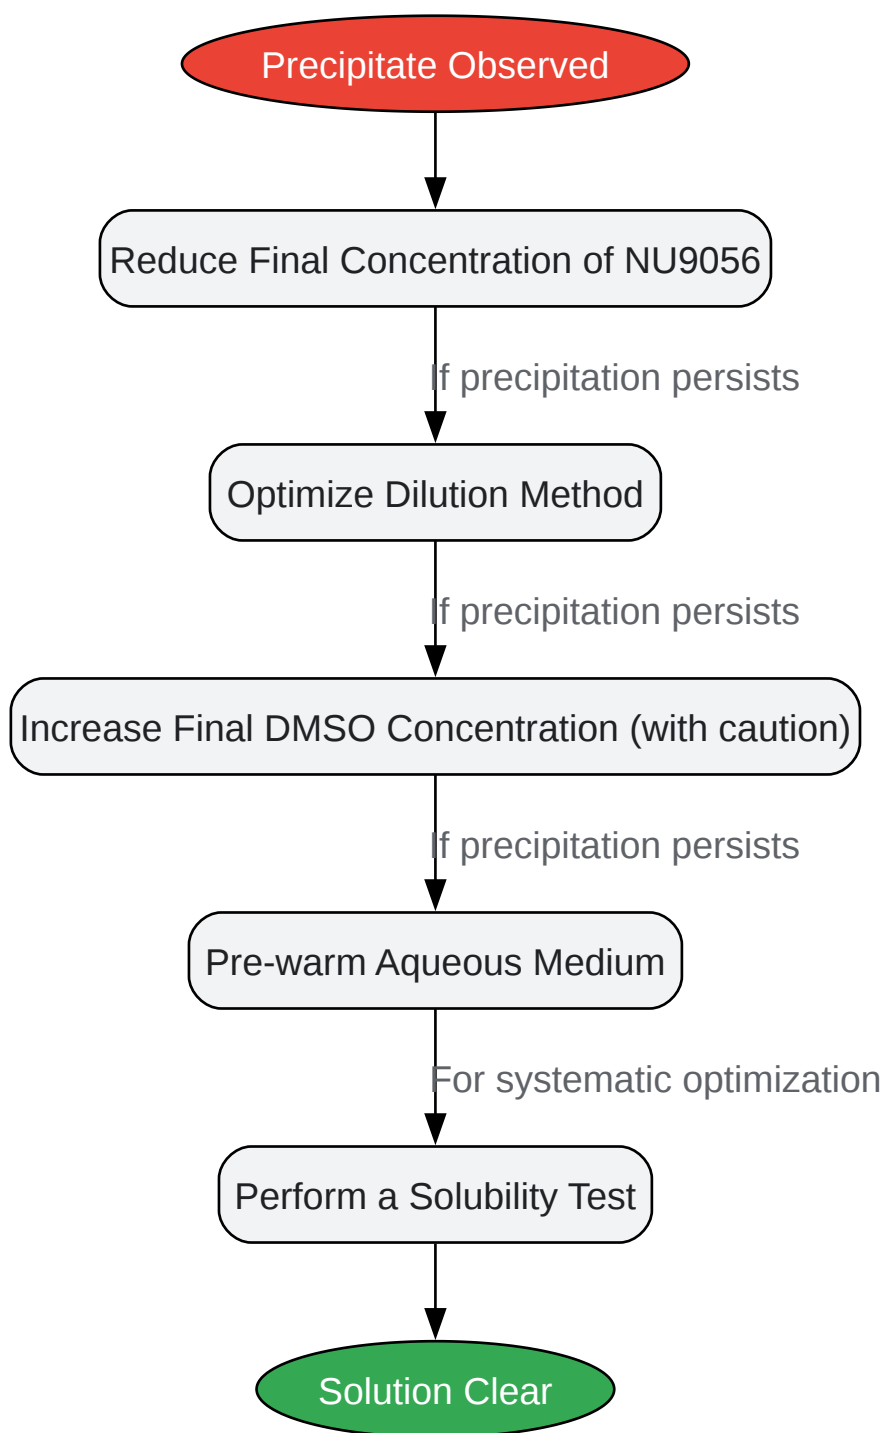 Precipitate Observed
Reduce Final Concentration of NU9056
If precipitation persists
Optimize Dilution Method
If precipitation persists
Increase Final DMSO Concentration (with caution)
If precipitation persists
Pre-warm Aqueous Medium
For systematic optimization
Perform a Solubility Test
Solution Clear